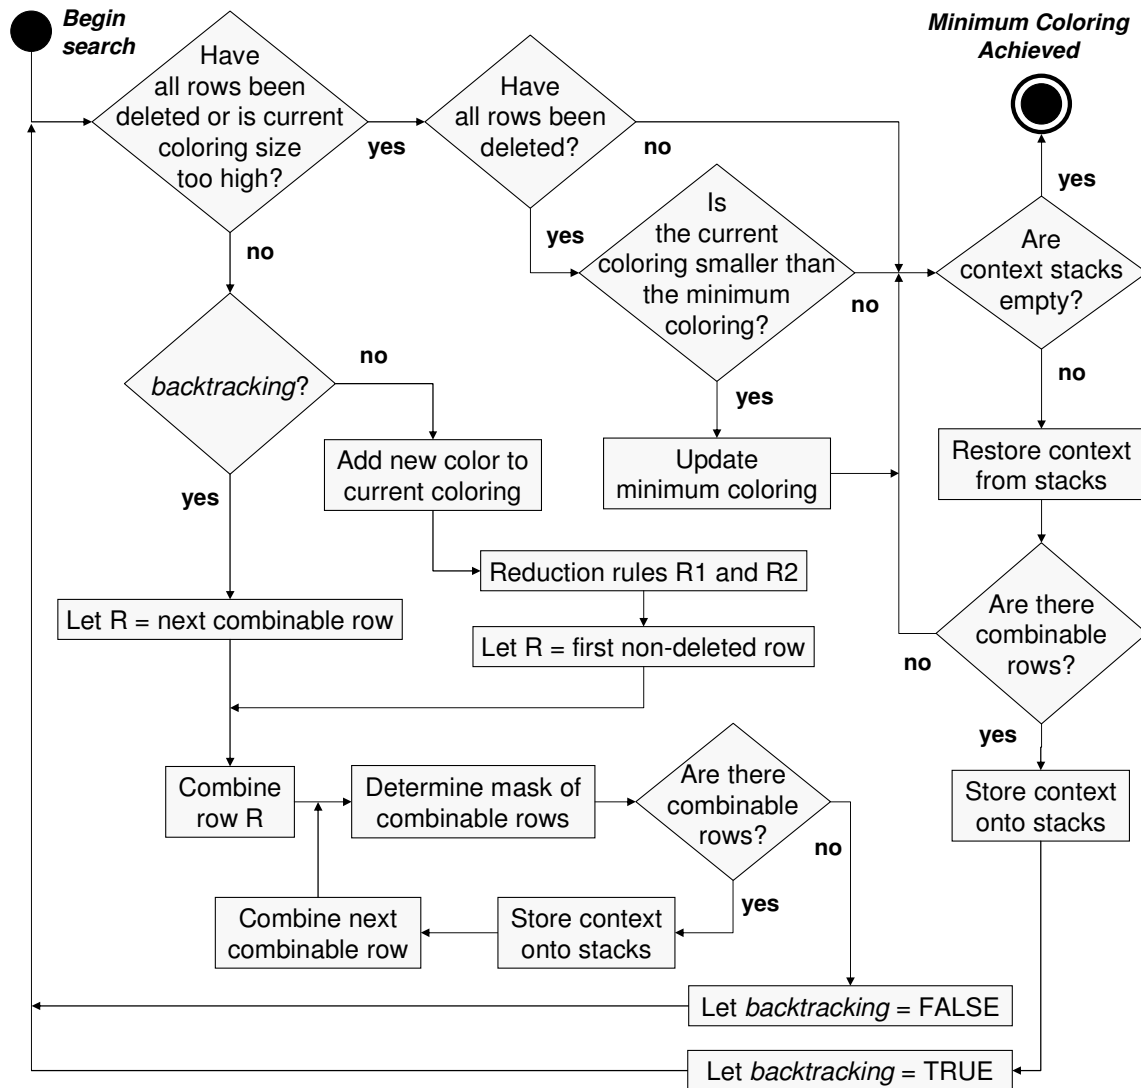 Begin
search
Minimum Coloring
Achieved
Have
all rows been
deleted or is current
coloring size
too high?
yes
no
Have
all rows been
deleted?
no
yes
Is
the current
coloring smaller than
the minimum
coloring?
no
yes
Are
context stacks
empty?
yes
no
backtracking?
no
yes
Add new color to
current coloring
Update
minimum coloring
Restore context
from stacks
Reduction rules R1 and R2
Let R = next combinable row
Let R = first non-deleted row
Are there
combinable
rows?
no
yes
Combine
row R
Determine mask of
combinable rows
Are there
combinable
rows?
no
yes
Store context
onto stacks
Combine next
combinable row
Store context
onto stacks
Let backtracking = FALSE
Let backtracking = TRUE